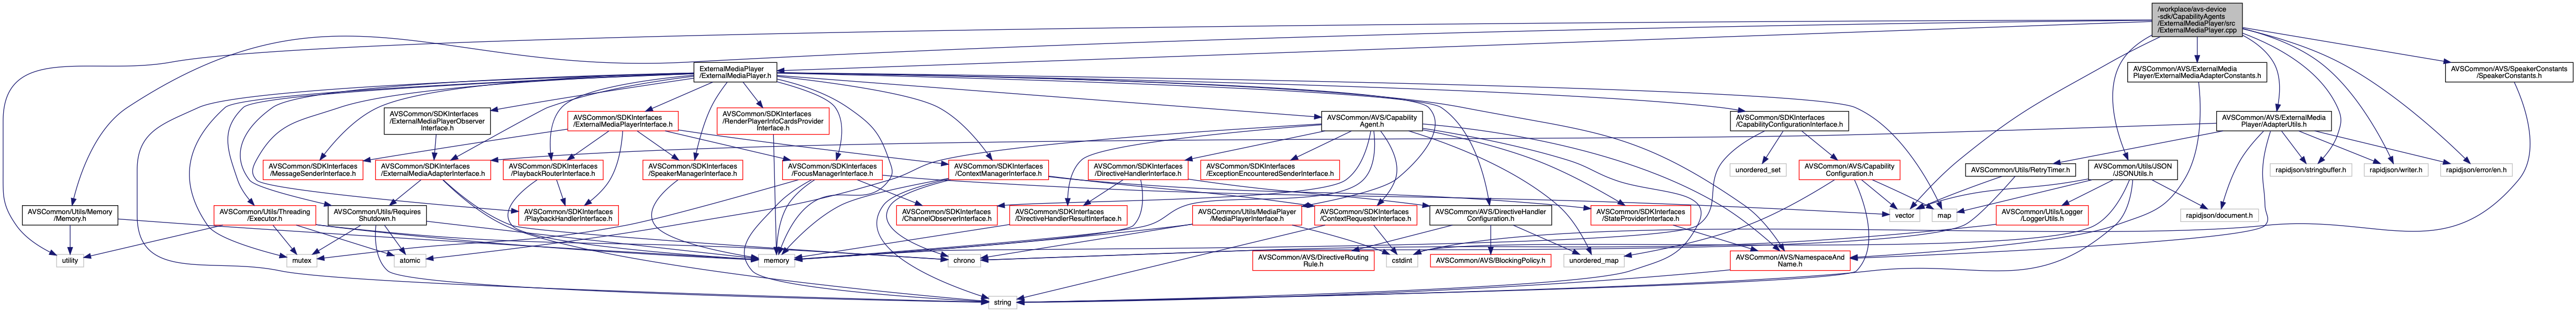 /workplace/avs-device
-sdk/CapabilityAgents
/ExternalMediaPlayer/src
/ExternalMediaPlayer.cpp
ExternalMediaPlayer
/ExternalMediaPlayer.h
AVSCommon/AVS/ExternalMedia
Player/ExternalMediaAdapterConstants.h
AVSCommon/AVS/SpeakerConstants
/SpeakerConstants.h
AVSCommon/SDKInterfaces
/ExternalMediaPlayerObserver
Interface.h
AVSCommon/SDKInterfaces
/ExternalMediaPlayerInterface.h
AVSCommon/SDKInterfaces
/RenderPlayerInfoCardsProvider
Interface.h
AVSCommon/AVS/Capability
Agent.h
AVSCommon/SDKInterfaces
/CapabilityConfigurationInterface.h
AVSCommon/AVS/ExternalMedia
Player/AdapterUtils.h
AVSCommon/SDKInterfaces
/MessageSenderInterface.h
AVSCommon/SDKInterfaces
/ExternalMediaAdapterInterface.h
AVSCommon/SDKInterfaces
/PlaybackRouterInterface.h
AVSCommon/SDKInterfaces
/SpeakerManagerInterface.h
AVSCommon/SDKInterfaces
/FocusManagerInterface.h
AVSCommon/SDKInterfaces
/ContextManagerInterface.h
AVSCommon/SDKInterfaces
/DirectiveHandlerInterface.h
AVSCommon/SDKInterfaces
/ExceptionEncounteredSenderInterface.h
unordered_set
AVSCommon/AVS/Capability
Configuration.h
AVSCommon/Utils/RetryTimer.h
AVSCommon/Utils/JSON
/JSONUtils.h
rapidjson/stringbuffer.h
rapidjson/writer.h
rapidjson/error/en.h
AVSCommon/Utils/Memory
/Memory.h
AVSCommon/Utils/Threading
/Executor.h
AVSCommon/Utils/Requires
Shutdown.h
AVSCommon/SDKInterfaces
/PlaybackHandlerInterface.h
AVSCommon/SDKInterfaces
/ChannelObserverInterface.h
AVSCommon/SDKInterfaces
/DirectiveHandlerResultInterface.h
AVSCommon/Utils/MediaPlayer
/MediaPlayerInterface.h
AVSCommon/SDKInterfaces
/ContextRequesterInterface.h
AVSCommon/AVS/DirectiveHandler
Configuration.h
AVSCommon/SDKInterfaces
/StateProviderInterface.h
vector
map
AVSCommon/Utils/Logger
/LoggerUtils.h
rapidjson/document.h
utility
mutex
atomic
memory
chrono
AVSCommon/AVS/DirectiveRouting
Rule.h
cstdint
AVSCommon/AVS/BlockingPolicy.h
unordered_map
AVSCommon/AVS/NamespaceAnd
Name.h
string